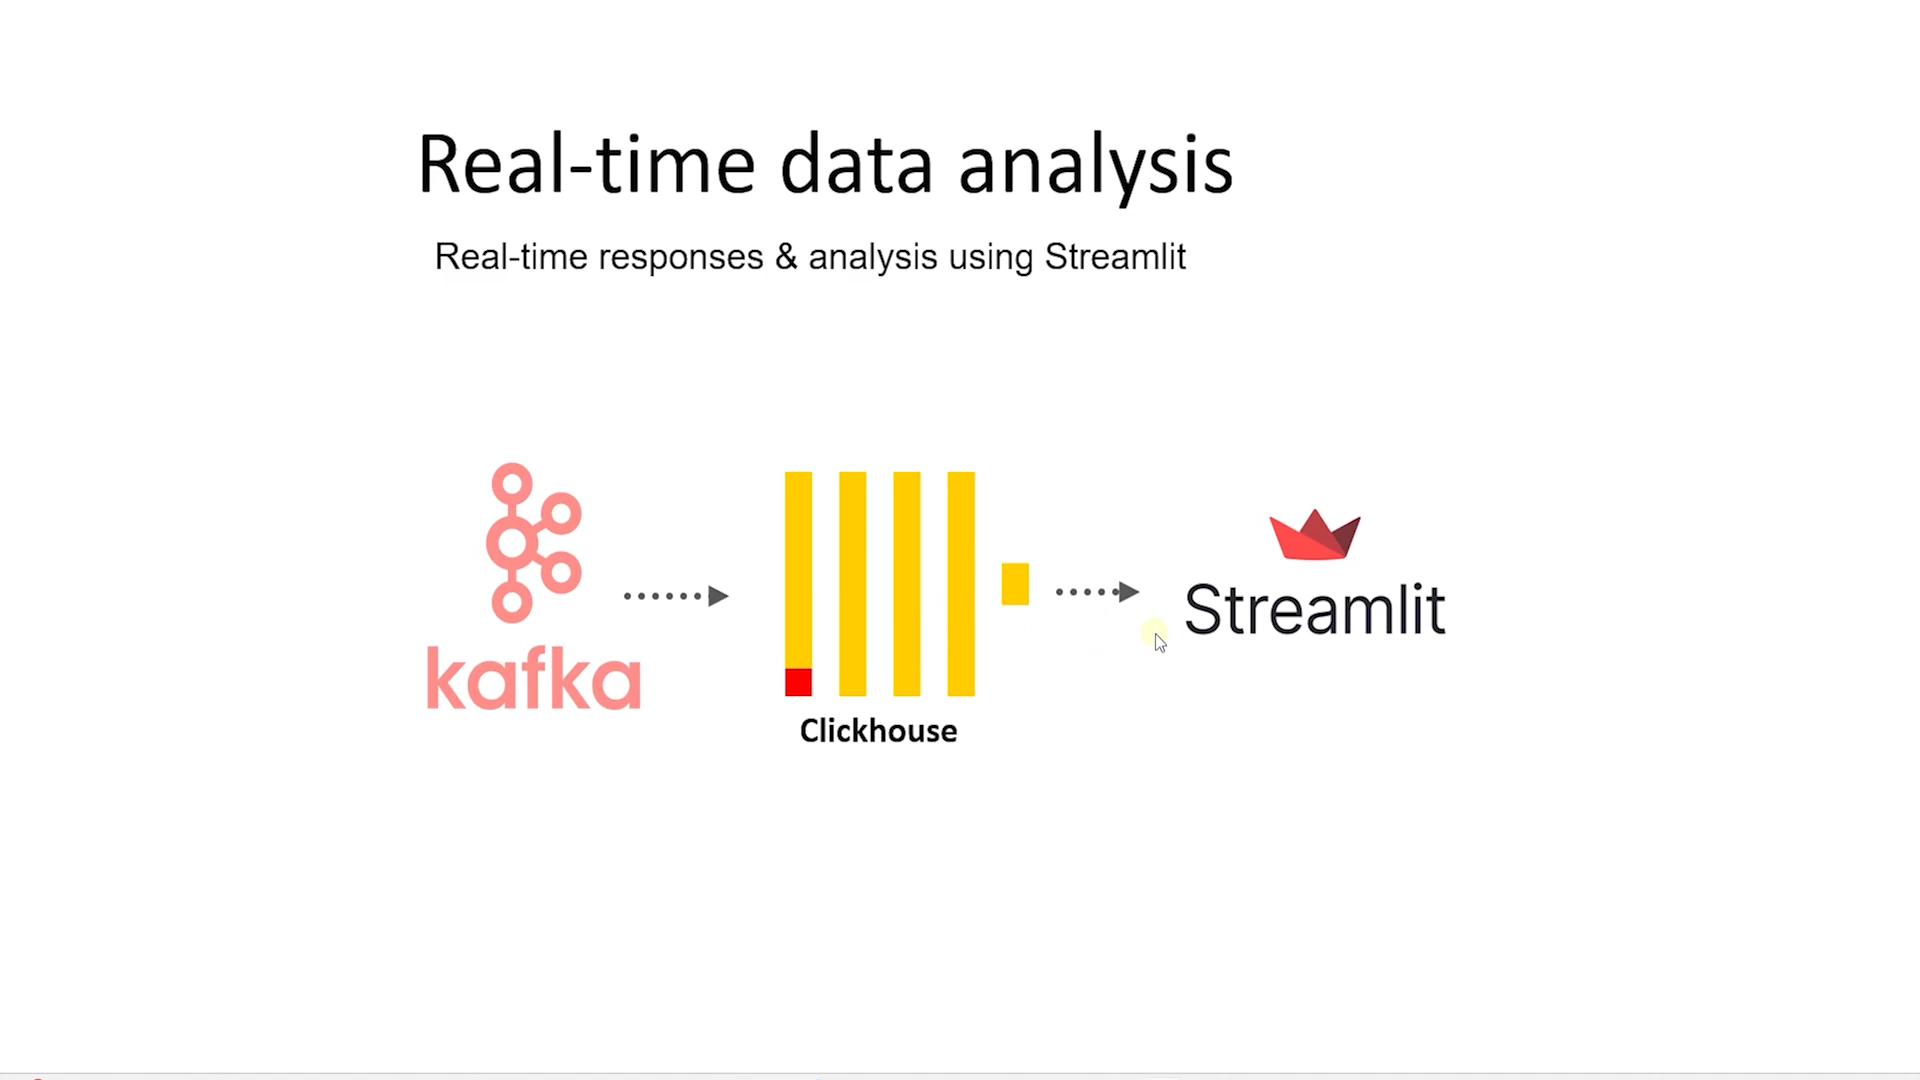 Real-time data analysis
Real-time responses & analysis using Streamlit
kafka
Clickhouse
Streamlit